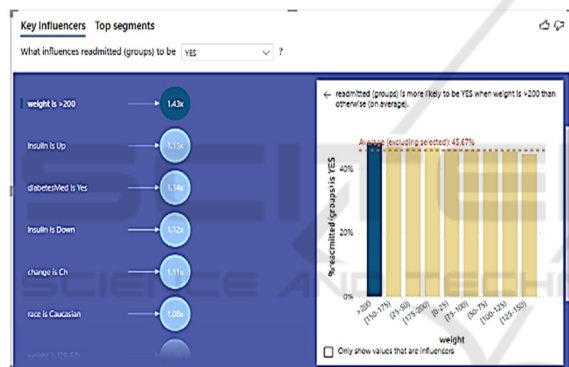 Key influencers Top segments
What influences readmitted (groups) to be YES ?
weight is >200 1.43x
Insulin is Up 1.15x
diabetesMed is Yes 1.14x
Insulin is Down 1.12x
change is Ch 1.11x
race is Caucasian 1.08x
← readmitted (groups) is more likely to be YES when weight is >200 than
otherwise (on average).
Average (excluding selected): 45.67%
%readmitted (groups) is YES
40%
20%
0%
>200 [150-175) [25-50) [175-200) [0-25) [75-100) [50-75) [100-125) [125-150)
weight
Only show values that are influencers
SCIENCE AND TECH